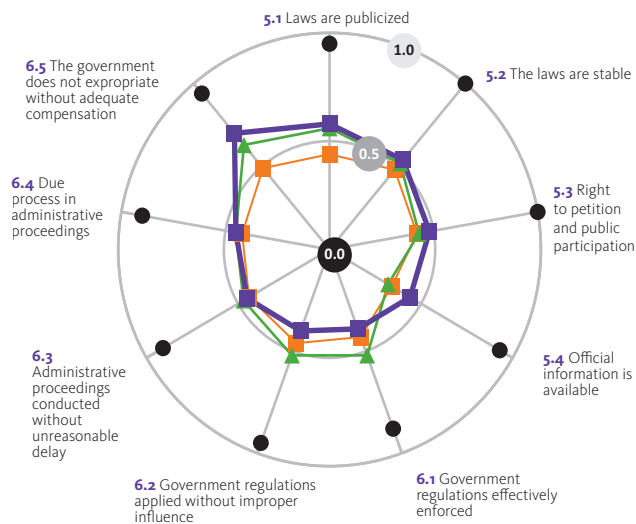 5.1 Laws are publicized
1.0
5.2 The laws are stable
0.5
5.3 Right
to petition
and public
participation
0.0
5.4 Official
information is
available
6.1 Government
regulations effectively
enforced
6.2 Government regulations
applied without improper
influence
6.3
Administrative
proceedings
conducted
without
unreasonable
delay
6.4 Due
process in
administrative
proceedings
6.5 The government
does not expropriate
without adequate
compensation